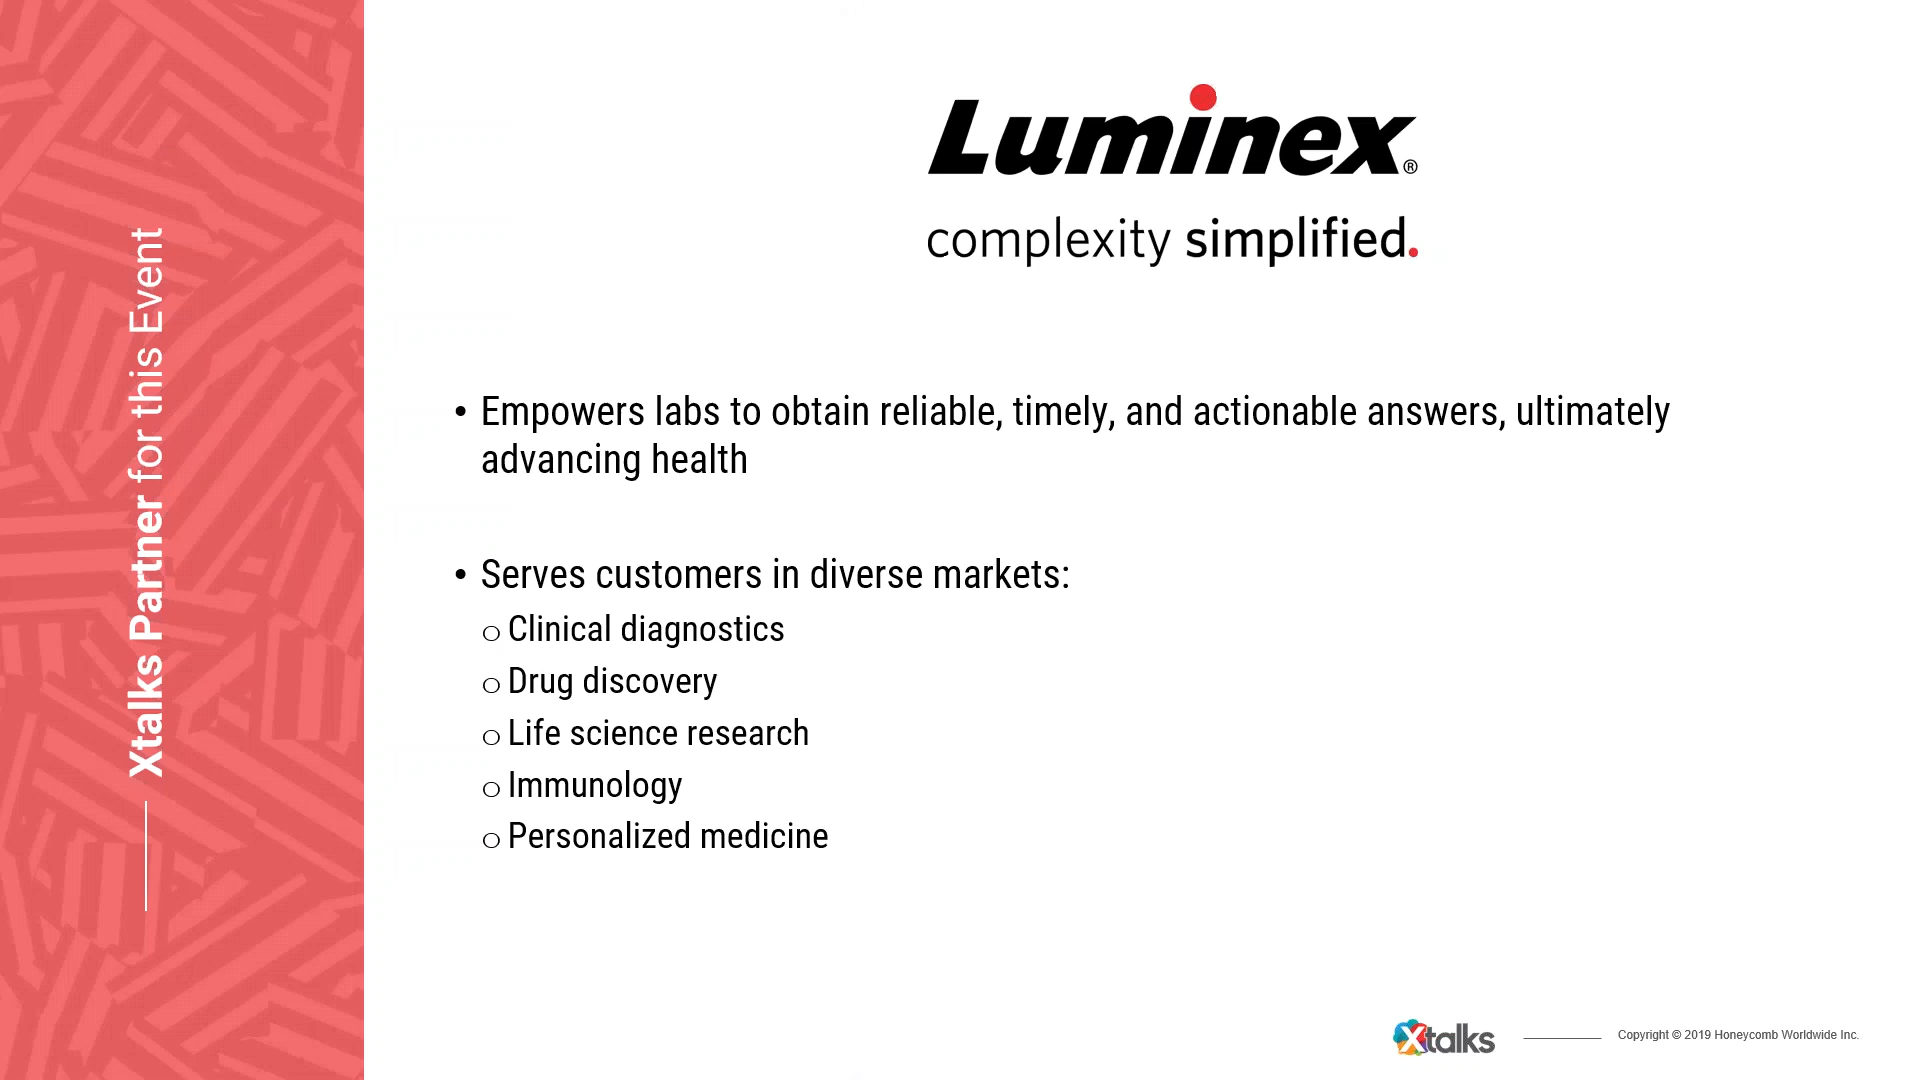 Xtalks Partner for this Event
Luminex®
complexity simplified.
• Empowers labs to obtain reliable, timely, and actionable answers, ultimately
advancing health
• Serves customers in diverse markets:
o Clinical diagnostics
o Drug discovery
o Life science research
o Immunology
o Personalized medicine
Xtalks
Copyright © 2019 Honeycomb Worldwide Inc.